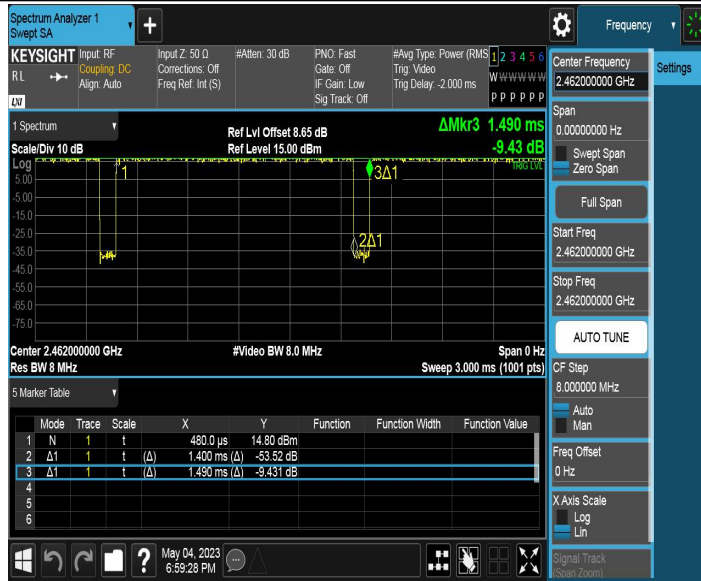 Spectrum Analyzer 1
Swept SA
Frequency
KEYSIGHT Input: RF Input Z: 50 Ω #Atten: 30 dB PNO: Fast #Avg Type: Power (RMS 1 2 3 4 5 6
RL Coupling: DC Corrections: Off Gate: Off Trig: Video W W W W W W
Align: Auto Freq Ref: Int (S) IF Gain: Low Trig Delay: -2.000 ms
LXI Sig Track: Off P P P P P P
Center Frequency
2.462000000 GHz
Settings
1 Spectrum
Scale/Div 10 dB
Ref Lvl Offset 8.65 dB
Ref Level 15.00 dBm
ΔMkr3 1.490 ms
-9.43 dB
Log
TRIG LVL
1
3Δ1
2Δ1
5.00
-5.00
-15.0
-25.0
-35.0
-45.0
-55.0
-65.0
-75.0
Center 2.462000000 GHz #Video BW 8.0 MHz Span 0 Hz
Res BW 8 MHz Sweep 3.000 ms (1001 pts)
Span
0.00000000 Hz
Swept Span
Zero Span
Full Span
Start Freq
2.462000000 GHz
Stop Freq
2.462000000 GHz
AUTO TUNE
CF Step
8.000000 MHz
Auto
Man
Freq Offset
0 Hz
X Axis Scale
Log
Lin
Signal Track
(Span Zoom)
5 Marker Table
Mode Trace Scale X Y Function Function Width Function Value
1 N 1 t 480.0 µs 14.80 dBm
2 Δ1 1 t (Δ) 1.400 ms (Δ) -53.52 dB
3 Δ1 1 t (Δ) 1.490 ms (Δ) -9.431 dB
4
5
6
?
May 04, 2023
6:59:28 PM